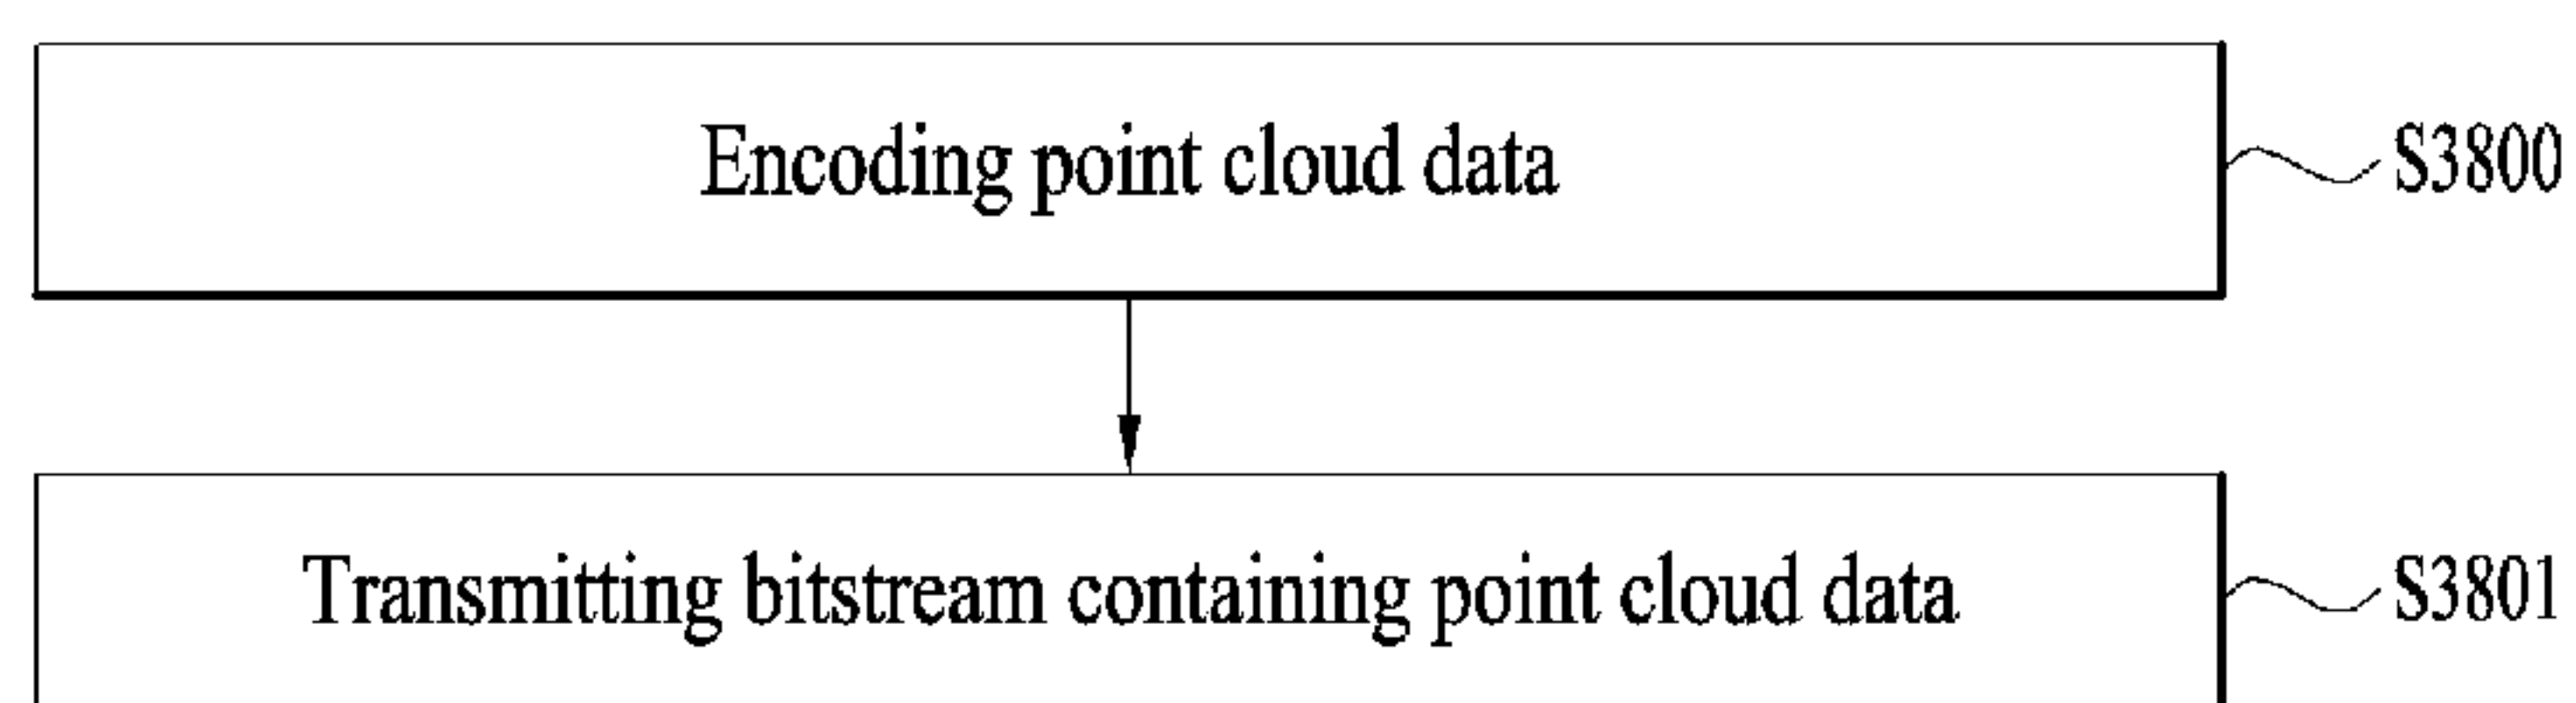 Encoding point cloud data
S3800
Transmitting bitstream containing point cloud data
S3801